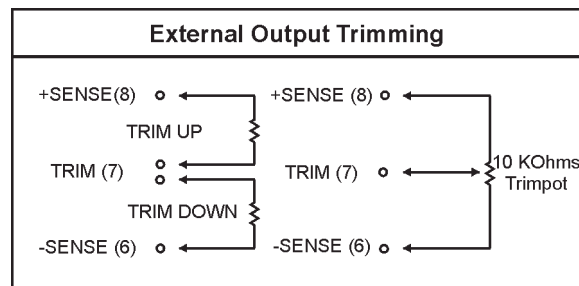 External Output Trimming
+SENSE(8)
TRIM UP
TRIM (7)
TRIM DOWN
-SENSE (6)
+SENSE (8)
TRIM (7)
10 KOhms
Trimpot
-SENSE (6)